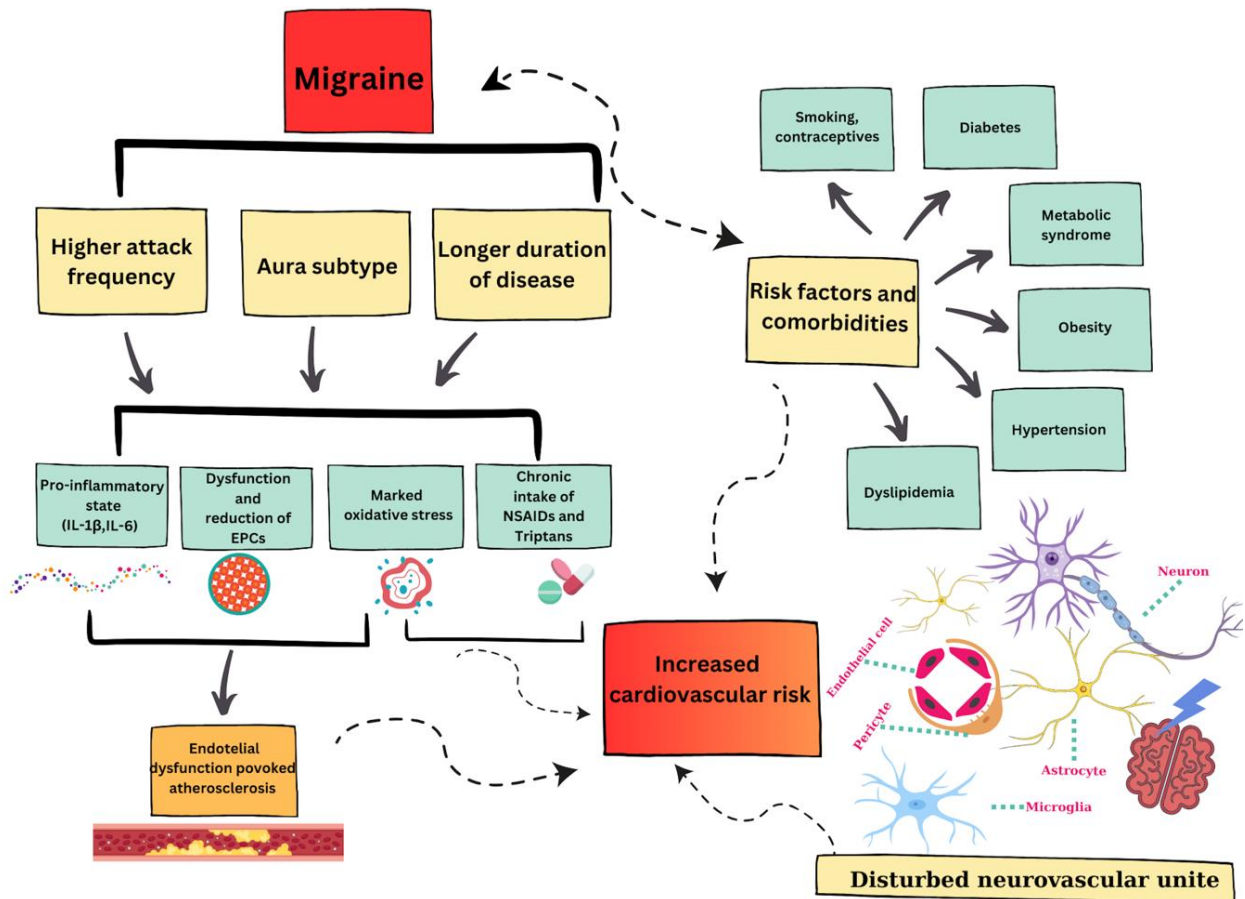 Migraine
Higher attack
frequency
Aura subtype
Longer duration
of disease
Pro-inflammatory
state
(IL-1β,IL-6)
Dysfunction
and
reduction of
EPCs
Marked
oxidative stress
Chronic
intake of
NSAIDs and
Triptans
Endotelial
dysfunction povoked
atherosclerosis
Smoking,
contraceptives
Diabetes
Metabolic
syndrome
Obesity
Hypertension
Dyslipidemia
Risk factors and
comorbidities
Increased
cardiovascular risk
Neuron
Endothelial cell
Pericyte
Astrocyte
Microglia
Disturbed neurovascular unite